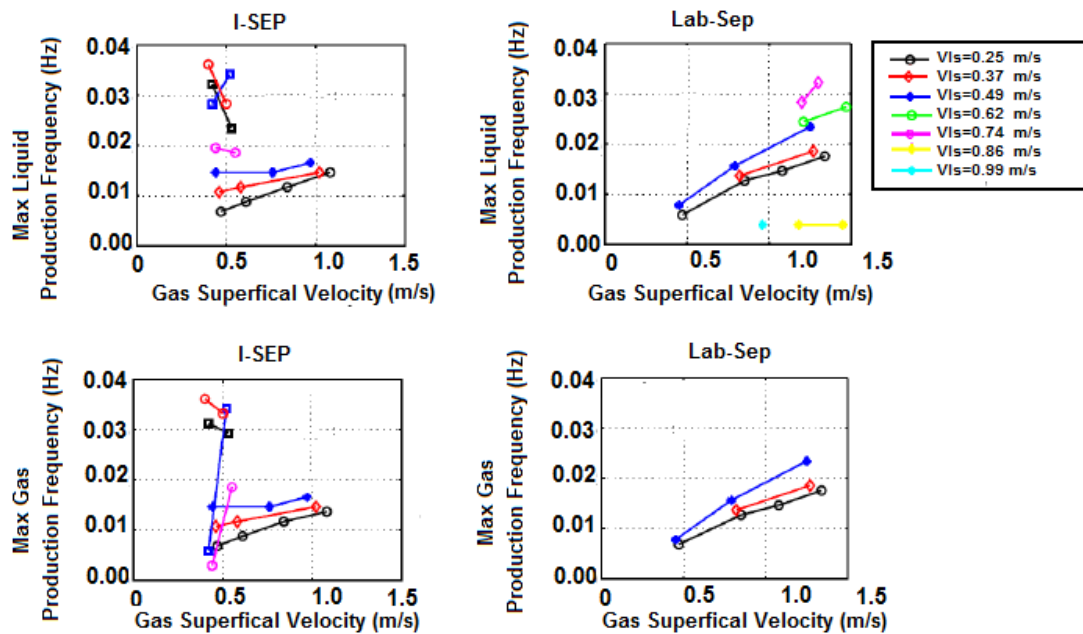 I-SEP
Max Liquid
Production Frequency (Hz)
0.04
0.03
0.02
0.01
0.00
0
0.5
1.0
1.5
Gas Superfical Velocity (m/s)
Lab-Sep
Max Liquid
Production Frequency (Hz)
0.04
0.03
0.02
0.01
0.00
0
0.5
1.0
1.5
Gas Superfical Velocity (m/s)
Vls=0.25 m/s
Vls=0.37 m/s
Vls=0.49 m/s
Vls=0.62 m/s
Vls=0.74 m/s
Vls=0.86 m/s
Vls=0.99 m/s
I-SEP
Max Gas
Production Frequency (Hz)
0.04
0.03
0.02
0.01
0.00
0
0.5
1.0
1.5
Gas Superfical Velocity (m/s)
Lab-Sep
Max Gas
Production Frequency (Hz)
0.04
0.03
0.02
0.01
0.00
0
0.5
1.0
1.5
Gas Superfical Velocity (m/s)